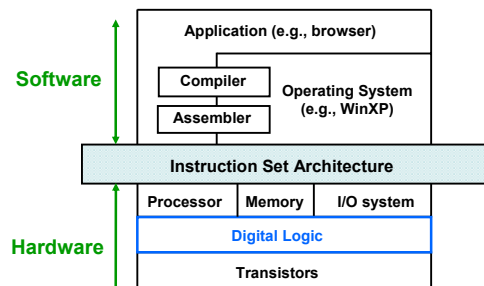 Application (e.g., browser)
Software
Compiler
Assembler
Operating System
(e.g., WinXP)
Instruction Set Architecture
Processor
Memory
I/O system
Hardware
Digital Logic
Transistors